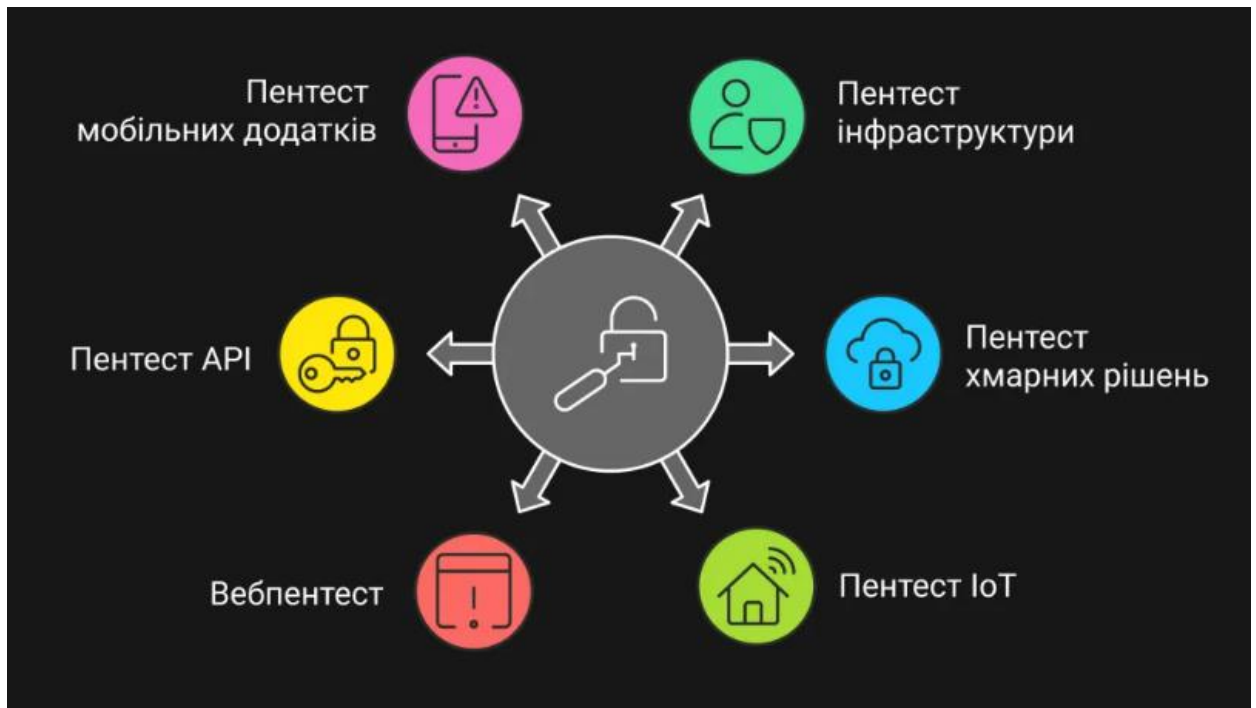 Пентест
мобільних додатків
Пентест
інфраструктури
Пентест API
Пентест
хмарних рішень
Вебпентест
Пентест IoT